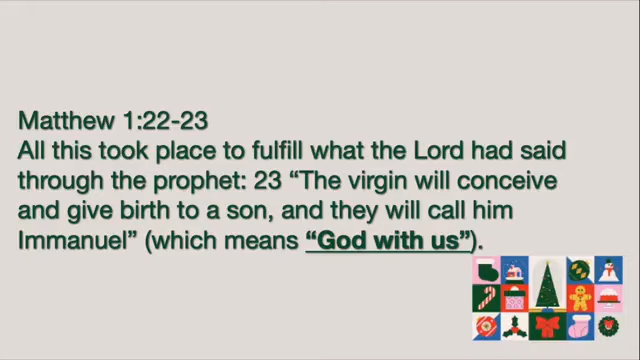 Matthew 1:22-23
All this took place to fulfill what the Lord had said
through the prophet: 23 “The virgin will conceive
and give birth to a son, and they will call him
Immanuel” (which means “God with us”).